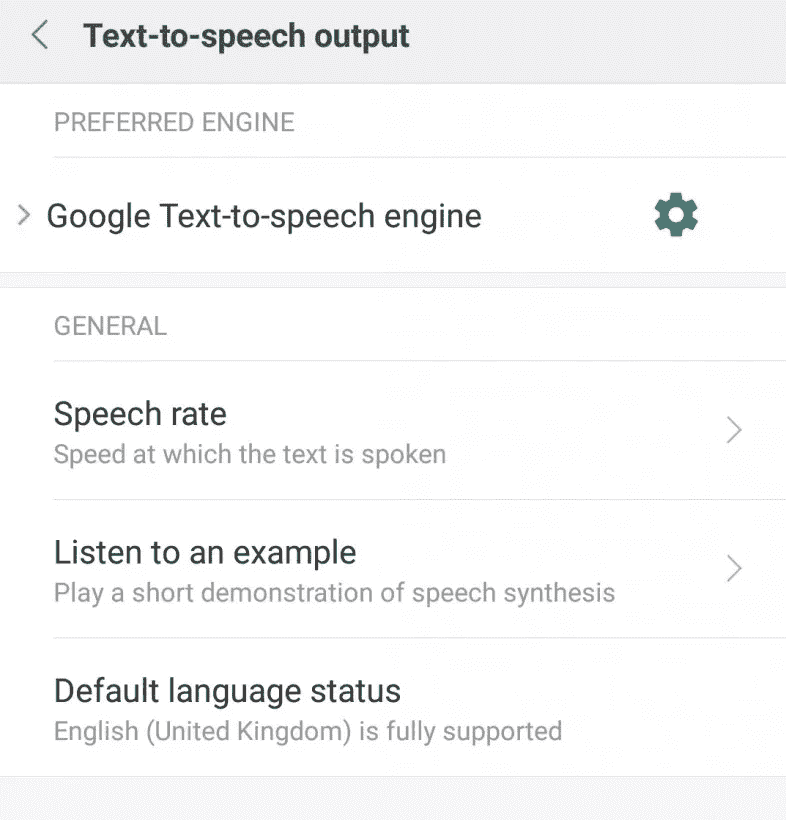 Text-to-speech output
PREFERRED ENGINE
Google Text-to-speech engine
GENERAL
Speech rate
Speed at which the text is spoken
Listen to an example
Play a short demonstration of speech synthesis
Default language status
English (United Kingdom) is fully supported